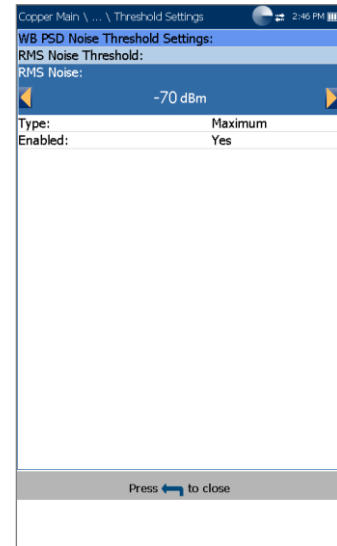 Copper Main \ ... \ Threshold Settings 2:46 PM
WB PSD Noise Threshold Settings:
RMS Noise Threshold:
RMS Noise:
-70 dBm
Type: Maximum
Enabled: Yes
Press to close